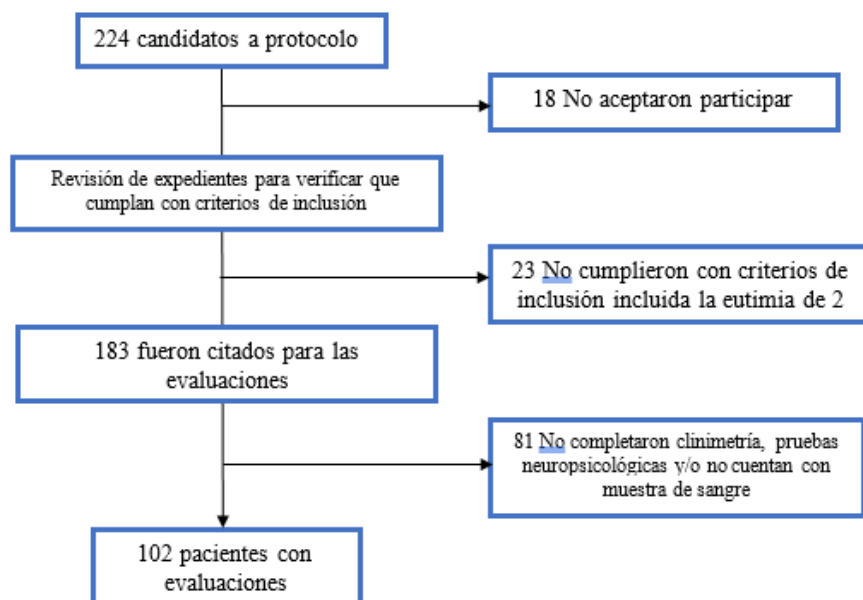 224 candidatos a protocolo
18 No aceptaron participar
Revisión de expedientes para verificar que
cumplan con criterios de inclusión
23 No cumplieron con criterios de
inclusión incluida la eutimia de 2
183 fueron citados para las
evaluaciones
81 No completaron clinimetría, pruebas
neuropsicológicas y/o no cuentan con
muestra de sangre
102 pacientes con
evaluaciones